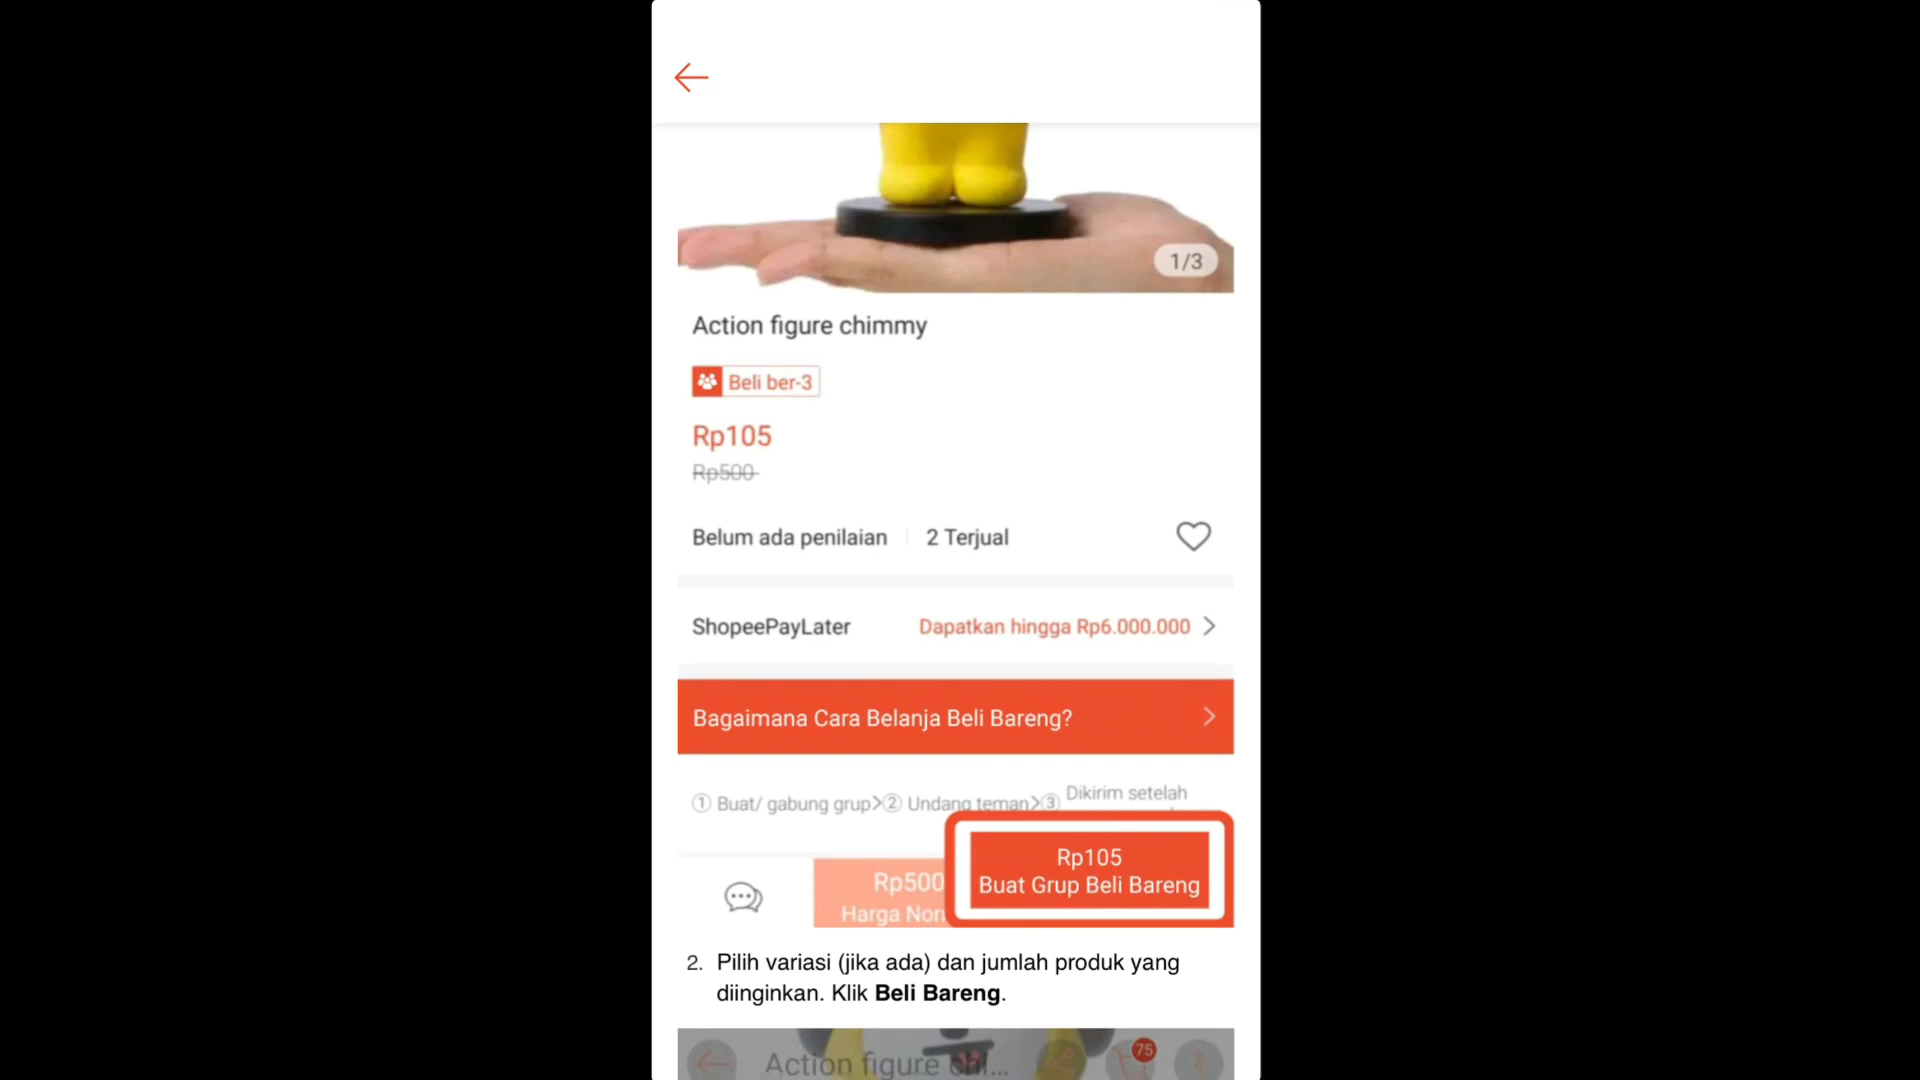 1/3
Action figure chimmy
Beli ber-3
Rp105
Rp500
Belum ada penilaian 2 Terjual
ShopeePayLater Dapatkan hingga Rp6.000.000
Bagaimana Cara Belanja Beli Bareng?
① Buat/ gabung grup>② Undang teman>③ Dikirim setelah
Rp105
Buat Grup Beli Bareng
Rp500
Harga
2. Pilih variasi (jika ada) dan jumlah produk yang
diinginkan. Klik Beli Bareng.
Action figure chi...
75